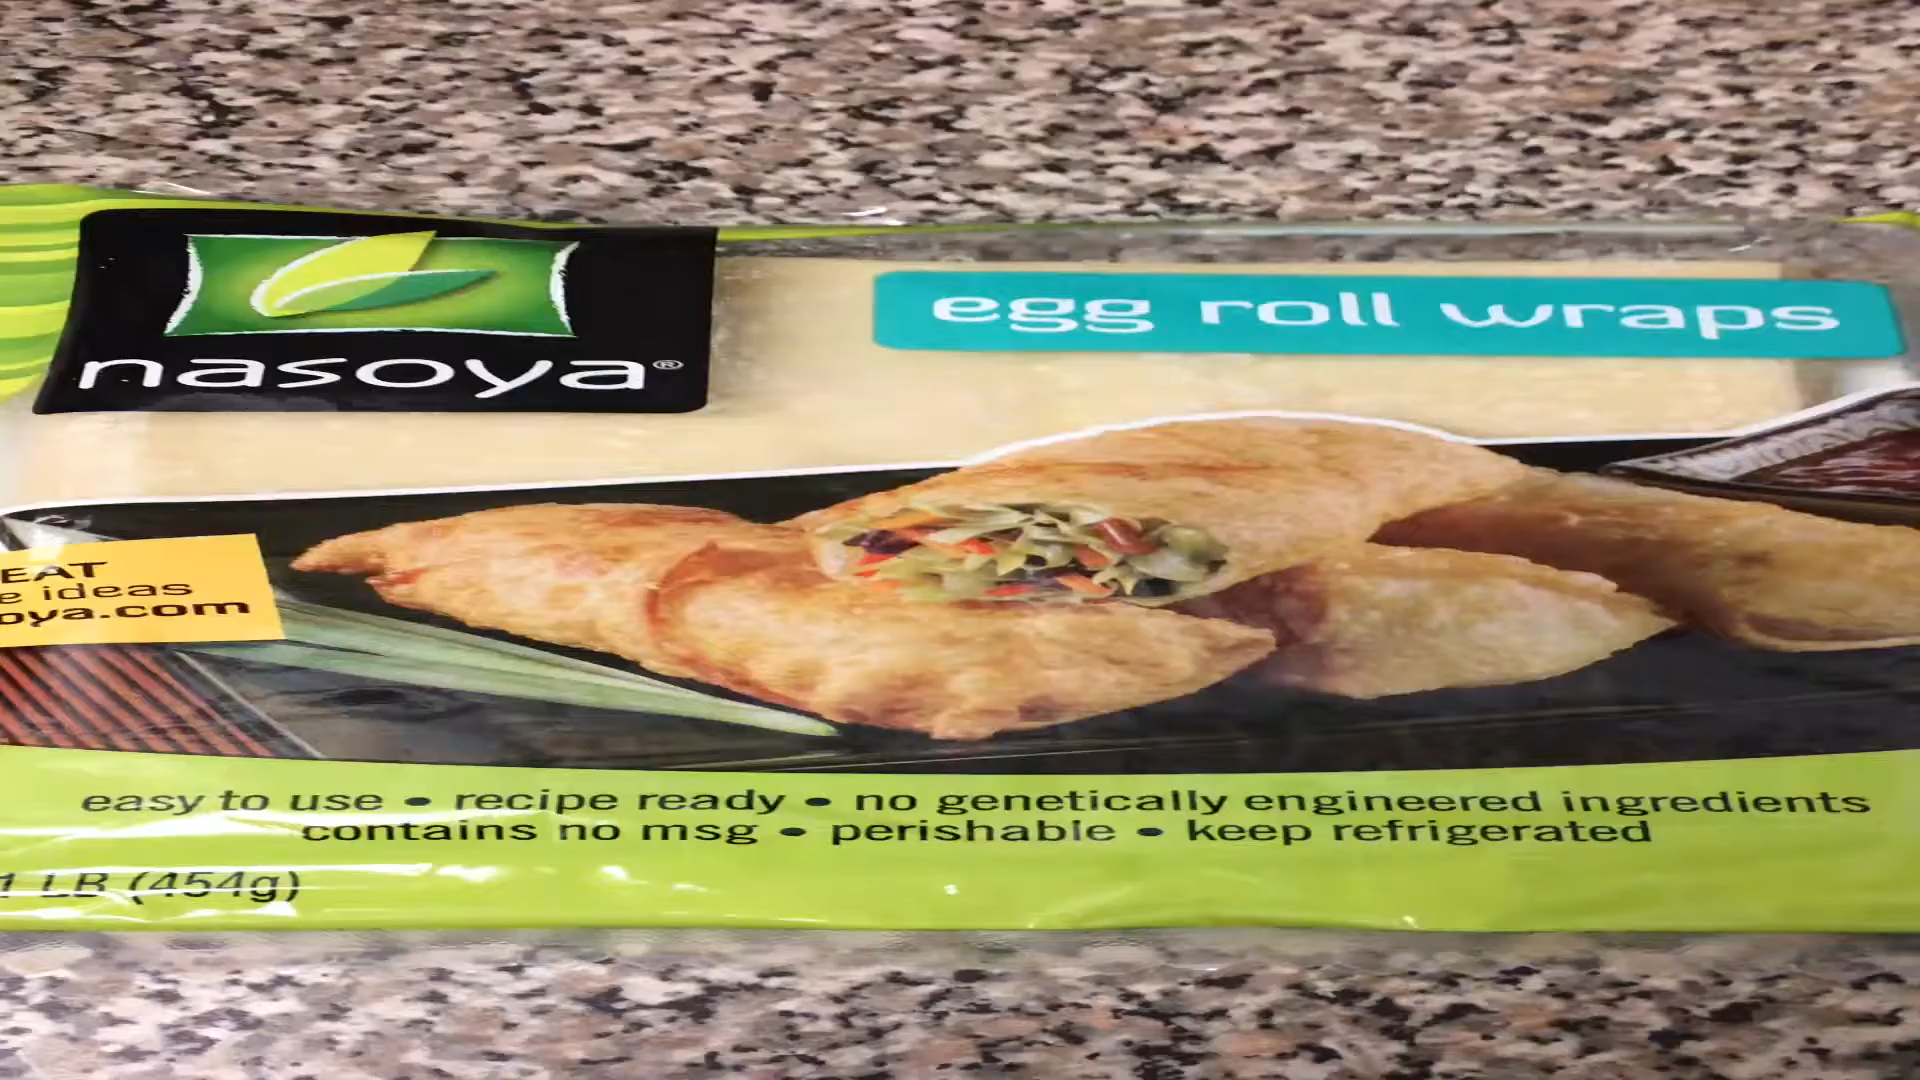 nasoya®
egg roll wraps
EAT
ideas
oya.com
easy to use • recipe ready • no genetically engineered ingredients
contains no msg • perishable • keep refrigerated
1 LB (454g)